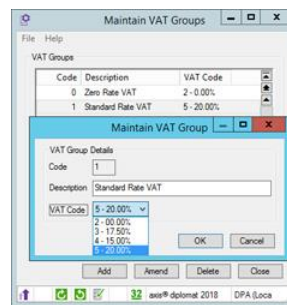 Maintain VAT Groups
File Help
VAT Groups
Code Description VAT Code
0 Zero Rate VAT 2 - 0.00%
1 Standard Rate VAT 5 - 20.00%
Maintain VAT Group
VAT Group Details
Code 1
Description Standard Rate VAT
VAT Code 5 - 20.00%
2 - 00.00%
3 - 17.50%
4 - 15.00%
5 - 20.00%
OK Cancel
Add Amend Delete Close
32 axis® diplomat 2018 DPA (Loca